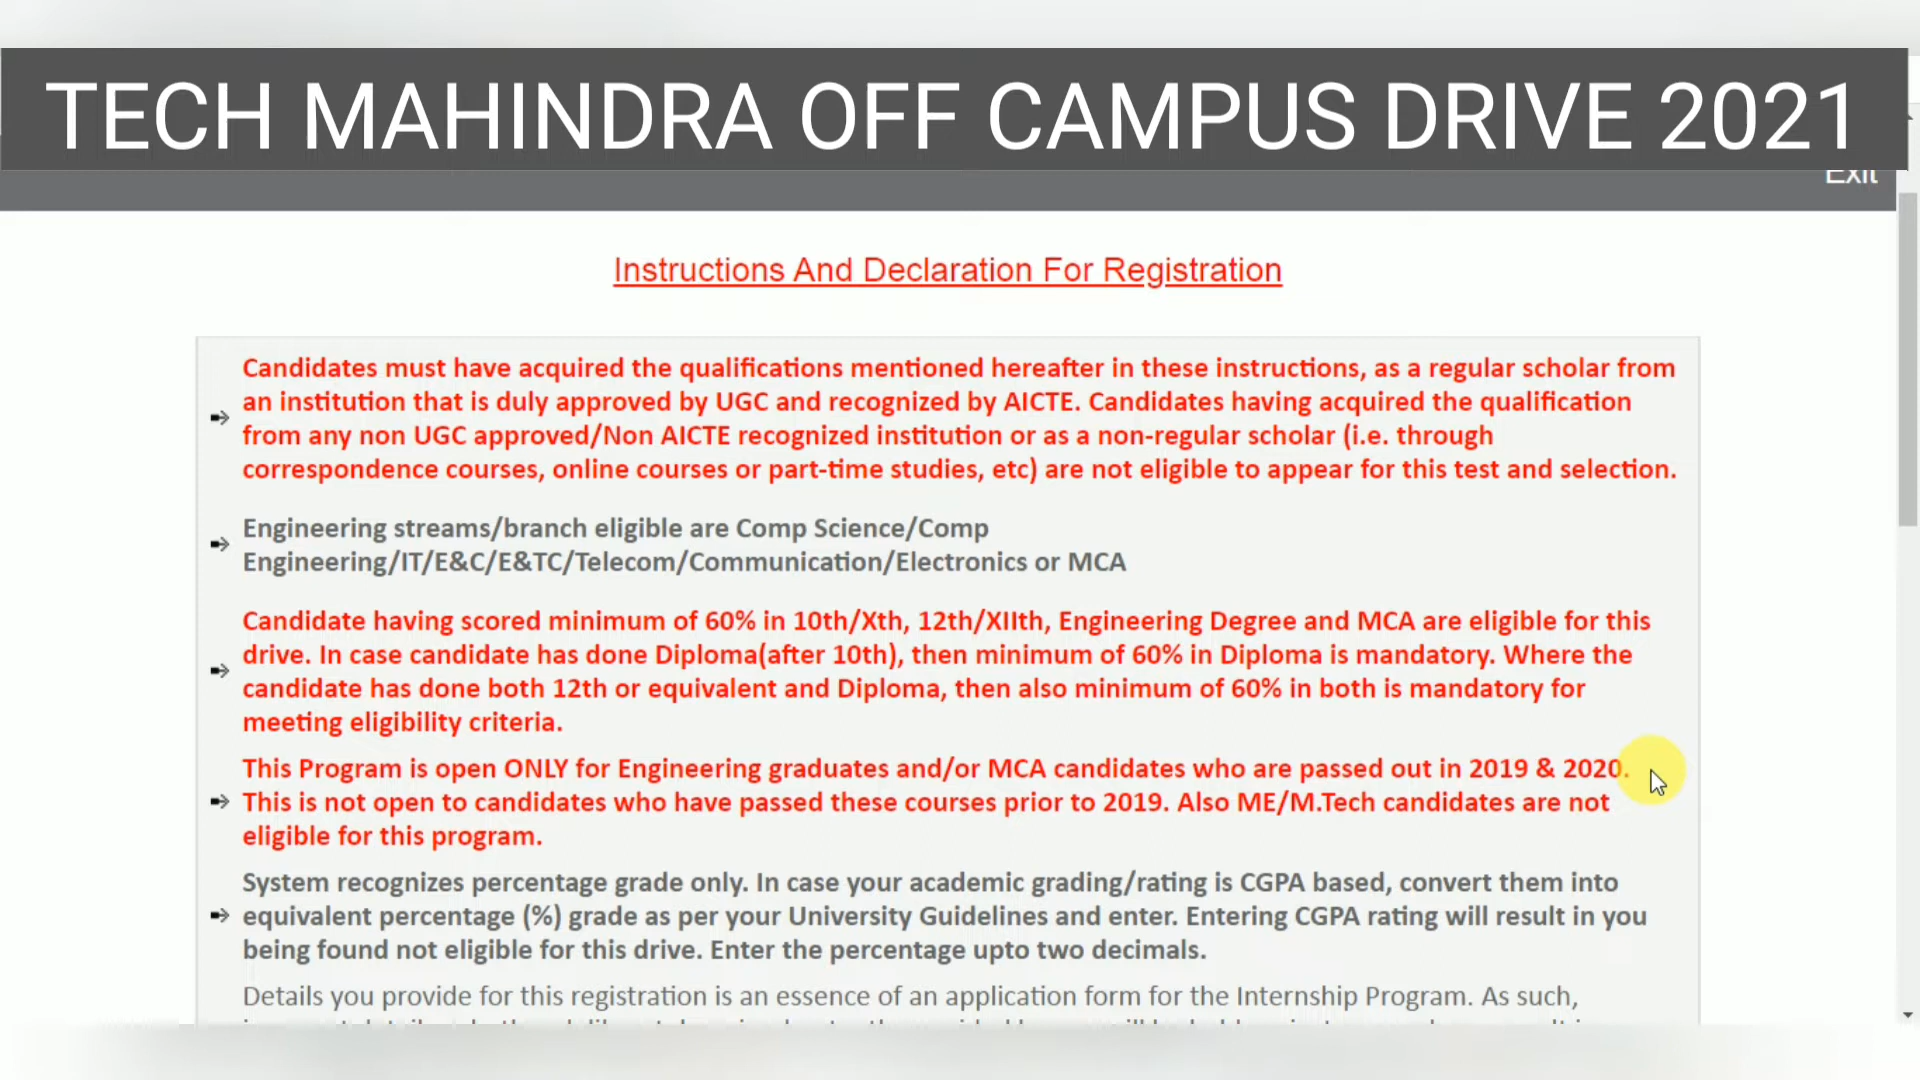 TECH MAHINDRA OFF CAMPUS DRIVE 2021
Exit
Instructions And Declaration For Registration
Candidates must have acquired the qualifications mentioned hereafter in these instructions, as a regular scholar from
an institution that is duly approved by UGC and recognized by AICTE. Candidates having acquired the qualification
from any non UGC approved/Non AICTE recognized institution or as a non-regular scholar (i.e. through
correspondence courses, online courses or part-time studies, etc) are not eligible to appear for this test and selection.
Engineering streams/branch eligible are Comp Science/Comp
Engineering/IT/E&C/E&TC/Telecom/Communication/Electronics or MCA
Candidate having scored minimum of 60% in 10th/Xth, 12th/XIIth, Engineering Degree and MCA are eligible for this
drive. In case candidate has done Diploma(after 10th), then minimum of 60% in Diploma is mandatory. Where the
candidate has done both 12th or equivalent and Diploma, then also minimum of 60% in both is mandatory for
meeting eligibility criteria.
This Program is open ONLY for Engineering graduates and/or MCA candidates who are passed out in 2019 & 2020.
This is not open to candidates who have passed these courses prior to 2019. Also ME/M.Tech candidates are not
eligible for this program.
System recognizes percentage grade only. In case your academic grading/rating is CGPA based, convert them into
equivalent percentage (%) grade as per your University Guidelines and enter. Entering CGPA rating will result in you
being found not eligible for this drive. Enter the percentage upto two decimals.
Details you provide for this registration is an essence of an application form for the Internship Program. As such,